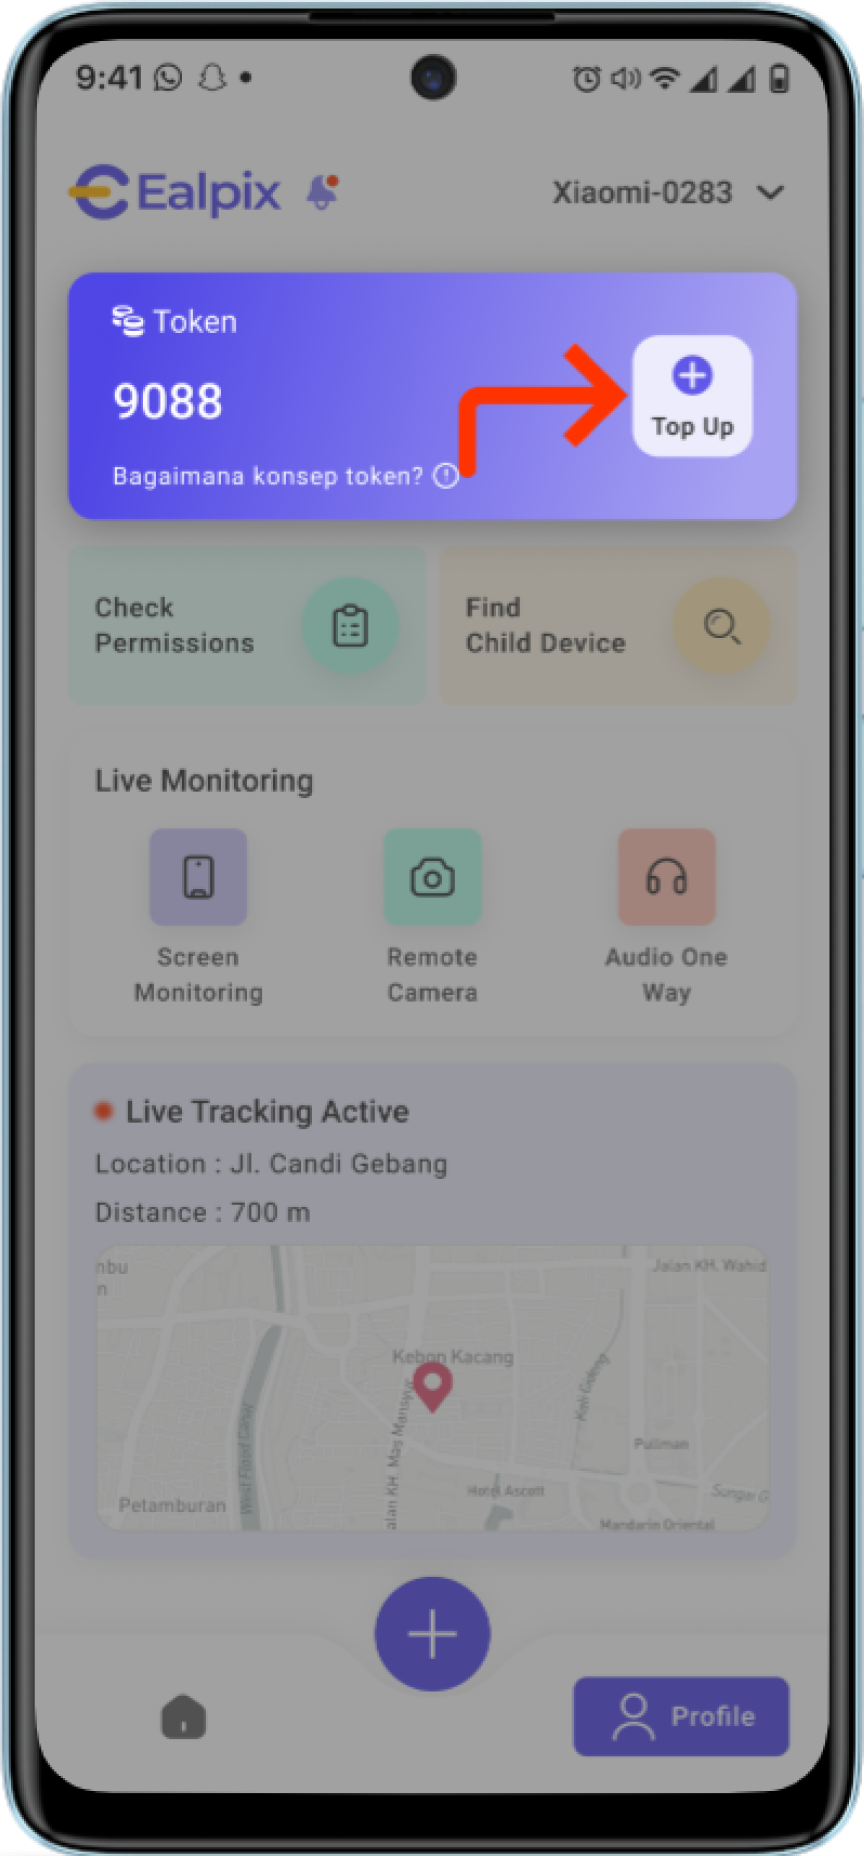 9:41
Ealpix
Xiaomi-0283
Token
9088
Top Up
Bagaimana konsep token?
Check
Permissions
Find
Child Device
Live Monitoring
Screen
Monitoring
Remote
Camera
Audio One
Way
Live Tracking Active
Location : Jl. Candi Gebang
Distance : 700 m
nbu
n
Jalan KH. Wahid
Kebon Kacang
Kali Gideng
alan KH. Mas Mansyur
West Flood Canal
Pullman
Hotel Ascott
Sungai G
Petamburan
Mandarin Oriental
Profile